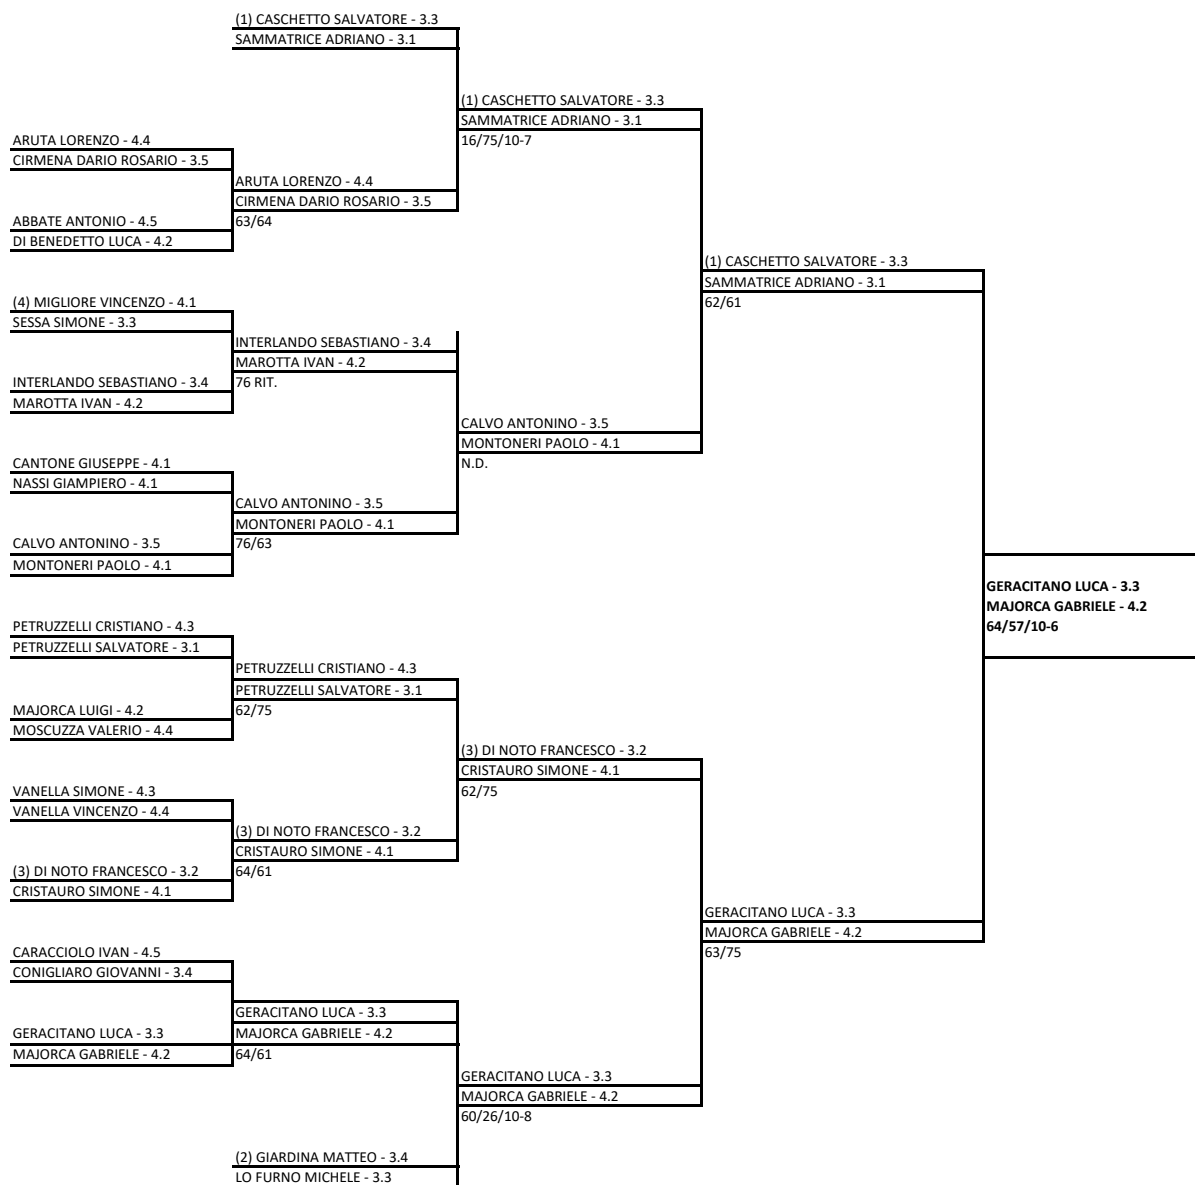 (1) CASCHETTO SALVATORE - 3.3
SAMMATRICE ADRIANO - 3.1
(1) CASCHETTO SALVATORE - 3.3
SAMMATRICE ADRIANO - 3.1
16/75/10-7
ARUTA LORENZO - 4.4
CIRMENA DARIO ROSARIO - 3.5
ARUTA LORENZO - 4.4
CIRMENA DARIO ROSARIO - 3.5
63/64
ABBATE ANTONIO - 4.5
DI BENEDETTO LUCA - 4.2
(1) CASCHETTO SALVATORE - 3.3
SAMMATRICE ADRIANO - 3.1
62/61
(4) MIGLIORE VINCENZO - 4.1
SESSA SIMONE - 3.3
INTERLANDO SEBASTIANO - 3.4
MAROTTA IVAN - 4.2
76 RIT.
INTERLANDO SEBASTIANO - 3.4
MAROTTA IVAN - 4.2
CALVO ANTONINO - 3.5
MONTONERI PAOLO - 4.1
N.D.
CANTONE GIUSEPPE - 4.1
NASSI GIAMPIERO - 4.1
CALVO ANTONINO - 3.5
MONTONERI PAOLO - 4.1
76/63
CALVO ANTONINO - 3.5
MONTONERI PAOLO - 4.1
GERACITANO LUCA - 3.3
MAJORCA GABRIELE - 4.2
64/57/10-6
PETRUZZELLI CRISTIANO - 4.3
PETRUZZELLI SALVATORE - 3.1
PETRUZZELLI CRISTIANO - 4.3
PETRUZZELLI SALVATORE - 3.1
62/75
MAJORCA LUIGI - 4.2
MOSCUZZA VALERIO - 4.4
(3) DI NOTO FRANCESCO - 3.2
CRISTAURO SIMONE - 4.1
62/75
VANELLA SIMONE - 4.3
VANELLA VINCENZO - 4.4
(3) DI NOTO FRANCESCO - 3.2
CRISTAURO SIMONE - 4.1
64/61
(3) DI NOTO FRANCESCO - 3.2
CRISTAURO SIMONE - 4.1
GERACITANO LUCA - 3.3
MAJORCA GABRIELE - 4.2
63/75
CARACCIOLO IVAN - 4.5
CONIGLIARO GIOVANNI - 3.4
GERACITANO LUCA - 3.3
MAJORCA GABRIELE - 4.2
64/61
GERACITANO LUCA - 3.3
MAJORCA GABRIELE - 4.2
GERACITANO LUCA - 3.3
MAJORCA GABRIELE - 4.2
60/26/10-8
(2) GIARDINA MATTEO - 3.4
LO FURNO MICHELE - 3.3